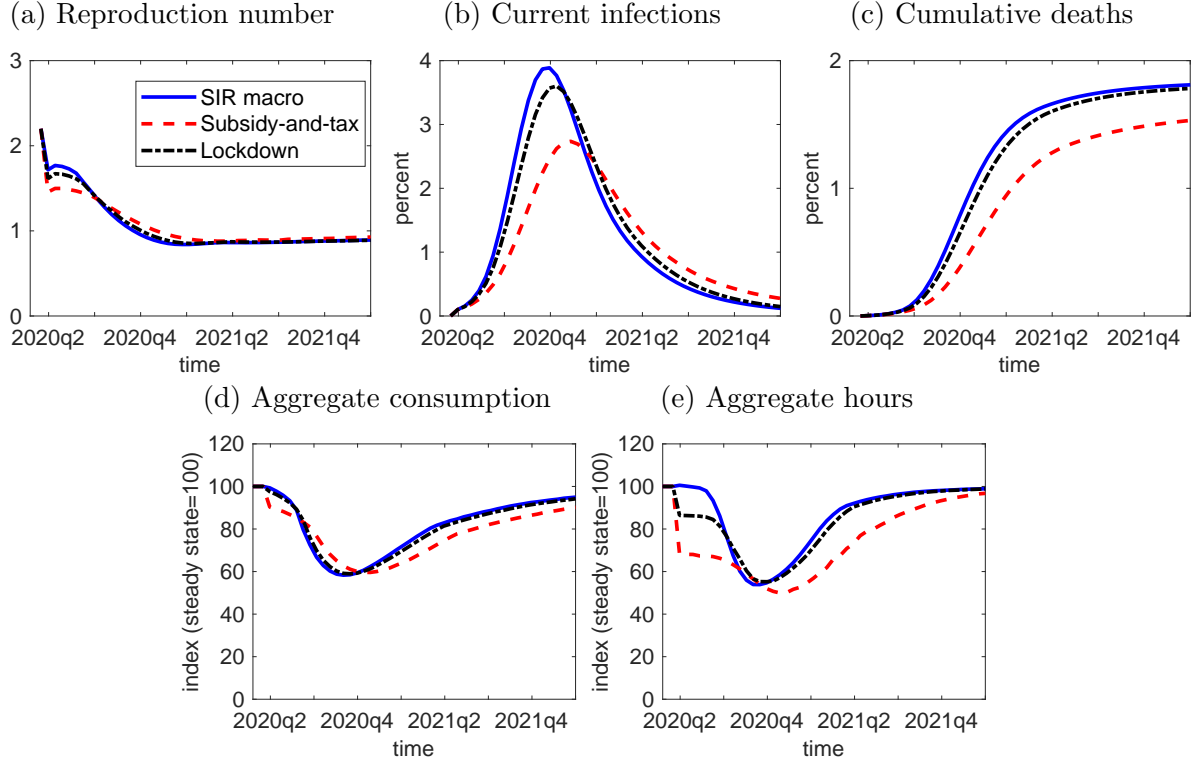 (a) Reproduction number
(b) Current infections
(c) Cumulative deaths
3
2
1
0
SIR macro
Subsidy-and-tax
Lockdown
2020q2 2020q4 2021q2 2021q4
time
4
3
2
1
0
percent
2020q2 2020q4 2021q2 2021q4
time
2
1
0
percent
2020q2 2020q4 2021q2 2021q4
time
(d) Aggregate consumption
(e) Aggregate hours
120
100
80
60
40
20
0
index (steady state=100)
2020q2 2020q4 2021q2 2021q4
time
120
100
80
60
40
20
0
index (steady state=100)
2020q2 2020q4 2021q2 2021q4
time